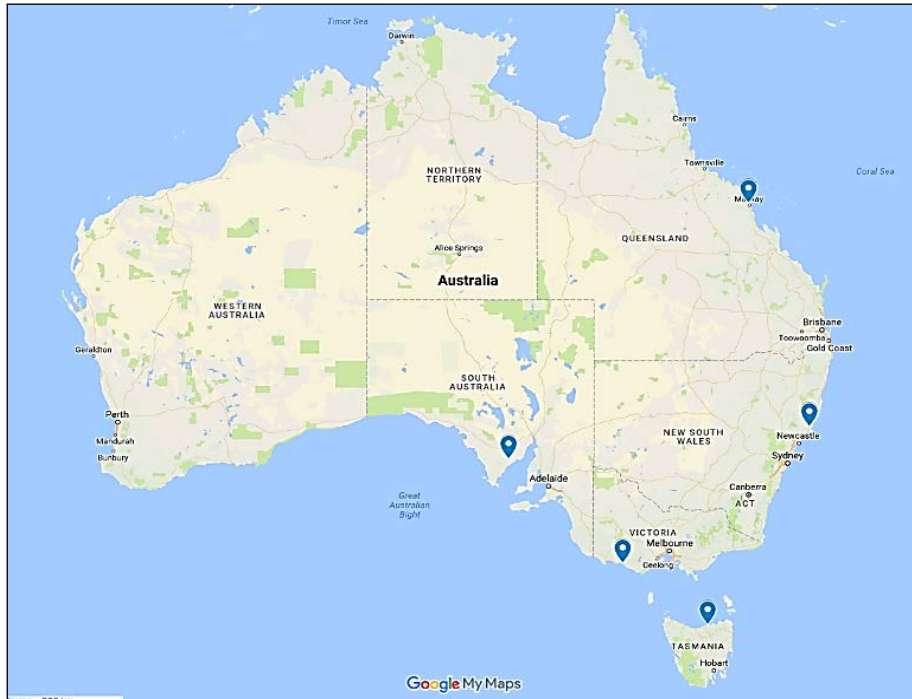 Timor Sea
Darwin
Cairns
Townsville
Coral Sea
NORTHERN
TERRITORY
QUEENSLAND
Alice Springs
Australia
WESTERN
AUSTRALIA
Brisbane
Toowoomba
Gold Coast
Geraldton
SOUTH
AUSTRALIA
Perth
Mandurah
Bunbury
NEW SOUTH
WALES
Newcastle
Sydney
Adelaide
Canberra
ACT
Great
Australian
Bight
VICTORIA
Melbourne
Geelong
TASMANIA
Hobart
Google My Maps